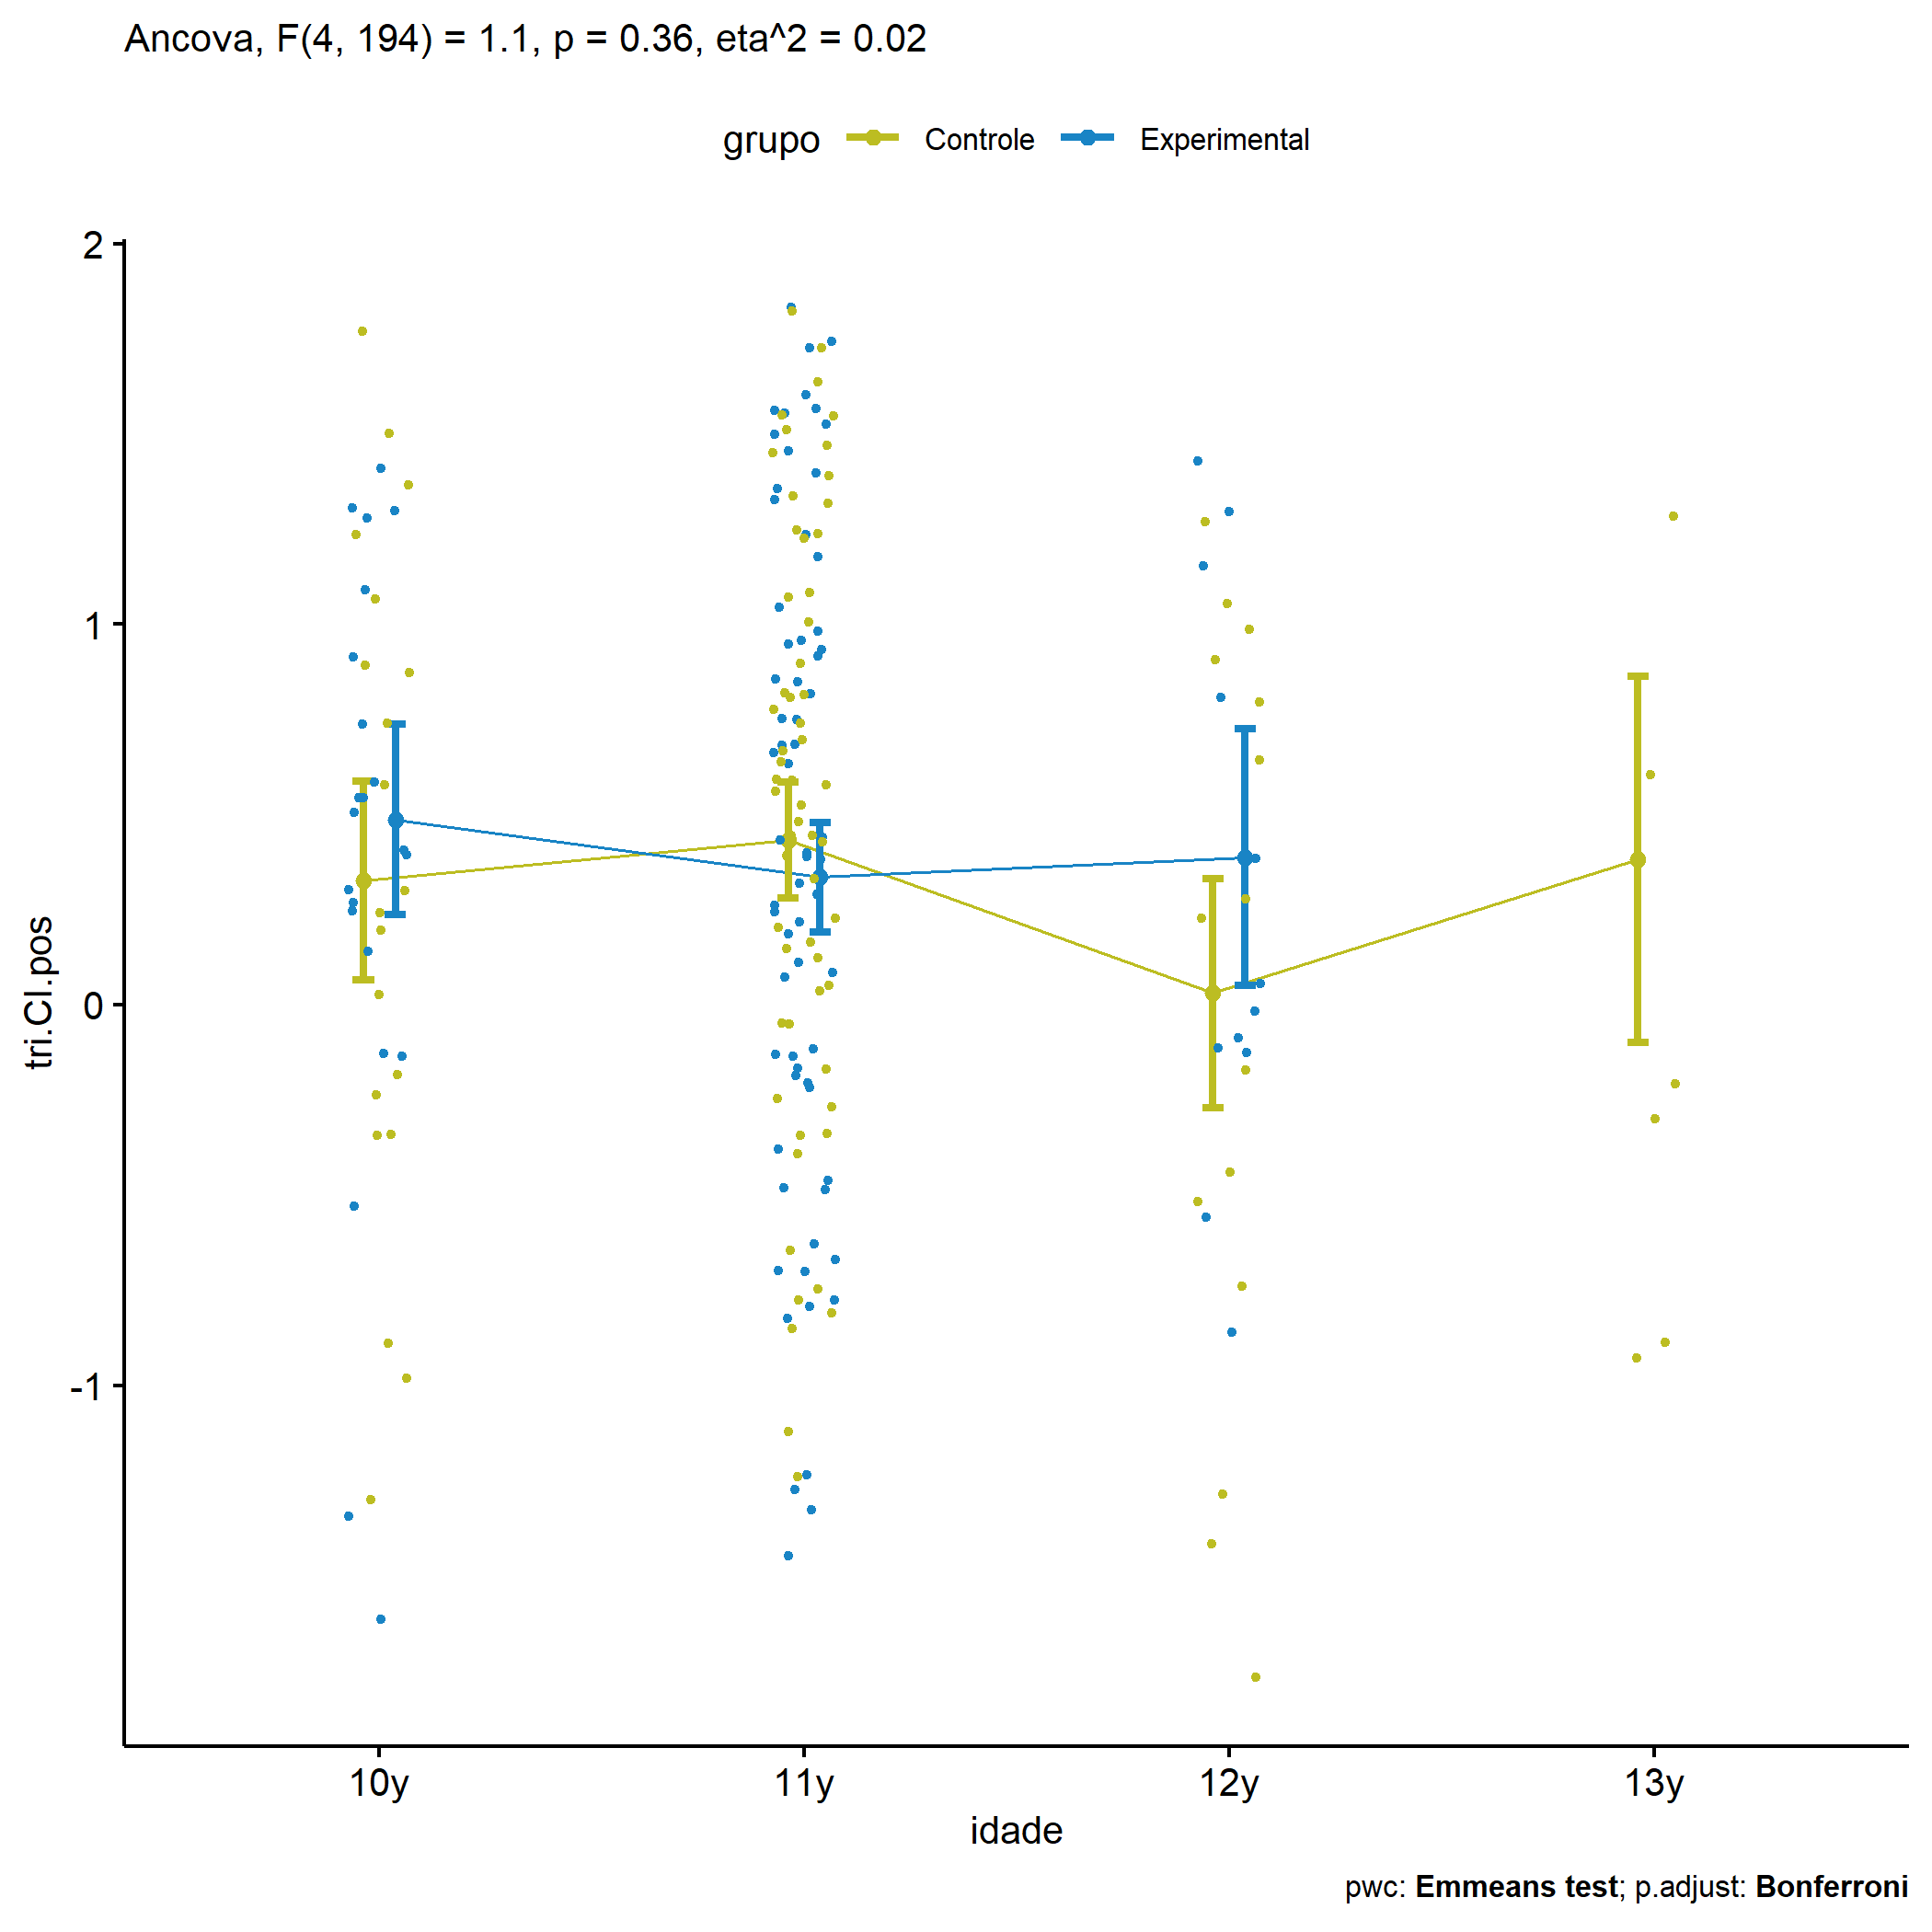 Ancova, F(4, 194) = 1.1, p = 0.36, eta^2 = 0.02
grupo Controle Experimental
2
1
0
-1
tri.CI.pos
10y 11y 12y 13y
idade
pwc: Emmeans test; p.adjust: Bonferroni